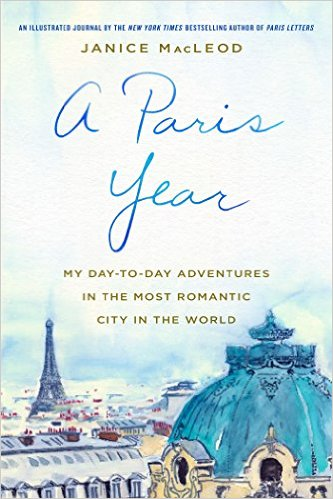 AN ILLUSTRATED JOURNAL BY THE NEW YORK TIMES BESTSELLING AUTHOR OF PARIS LETTERS
JANICE MacLEOD
A Paris
Year
MY DAY-TO-DAY ADVENTURES
IN THE MOST ROMANTIC
CITY IN THE WORLD